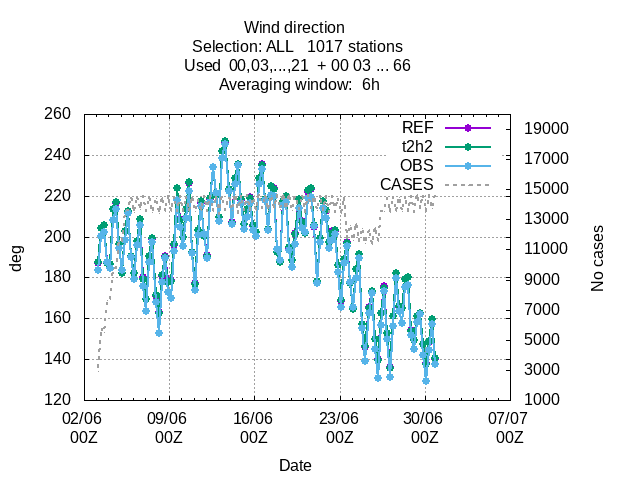 Wind direction
Selection: ALL   1017 stations
Used  00,03,...,21  + 00 03 ... 66
Averaging window:  6h
260
240
220
200
180
160
140
120
deg
REF
t2h2
OBS
CASES
19000
17000
15000
13000
11000
9000
7000
5000
3000
1000
No cases
02/06 09/06 16/06 23/06 30/06 07/07
00Z 00Z 00Z 00Z 00Z 00Z
Date